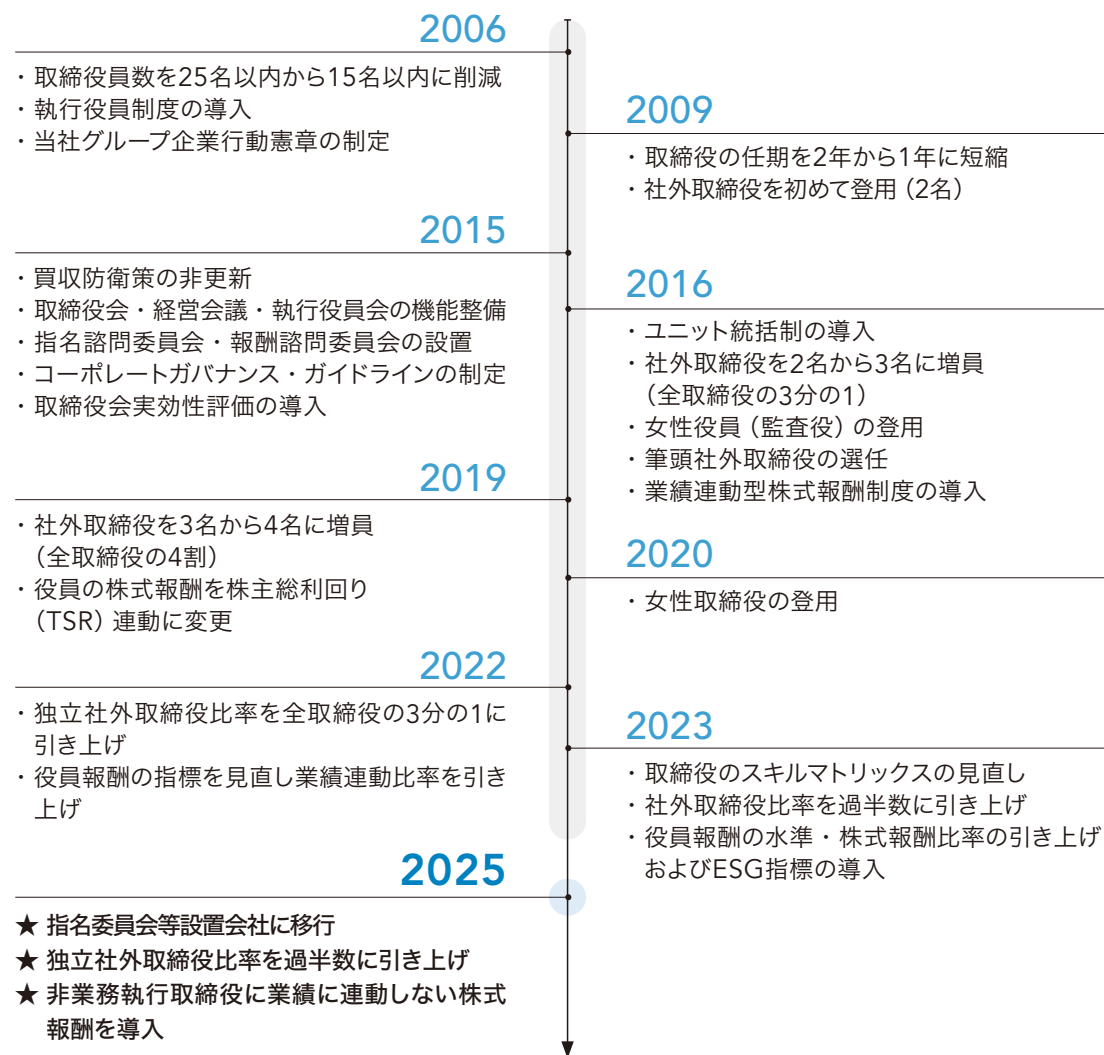 2006
・取締役員数を25名以内から15名以内に削減
・執行役員制度の導入
・当社グループ企業行動憲章の制定
2009
・取締役の任期を2年から1年に短縮
・社外取締役を初めて登用（2名）
2015
・買収防衛策の非更新
・取締役会・経営会議・執行役員会の機能整備
・指名諮問委員会・報酬諮問委員会の設置
・コーポレートガバナンス・ガイドラインの制定
・取締役会実効性評価の導入
2016
・ユニット統括制の導入
・社外取締役を2名から3名に増員
（全取締役の3分の1）
・女性役員（監査役）の登用
・筆頭社外取締役の選任
・業績連動型株式報酬制度の導入
2019
・社外取締役を3名から4名に増員
（全取締役の4割）
・役員の株式報酬を株主総利回り
（TSR）連動に変更
2020
・女性取締役の登用
2022
・独立社外取締役比率を全取締役の3分の1に
引き上げ
・役員報酬の指標を見直し業績連動比率を引き
上げ
2023
・取締役のスキルマトリックスの見直し
・社外取締役比率を過半数に引き上げ
・役員報酬の水準・株式報酬比率の引き上げ
およびESG指標の導入
2025
★ 指名委員会等設置会社に移行
★ 独立社外取締役比率を過半数に引き上げ
★ 非業務執行取締役に業績に連動しない株式
報酬を導入